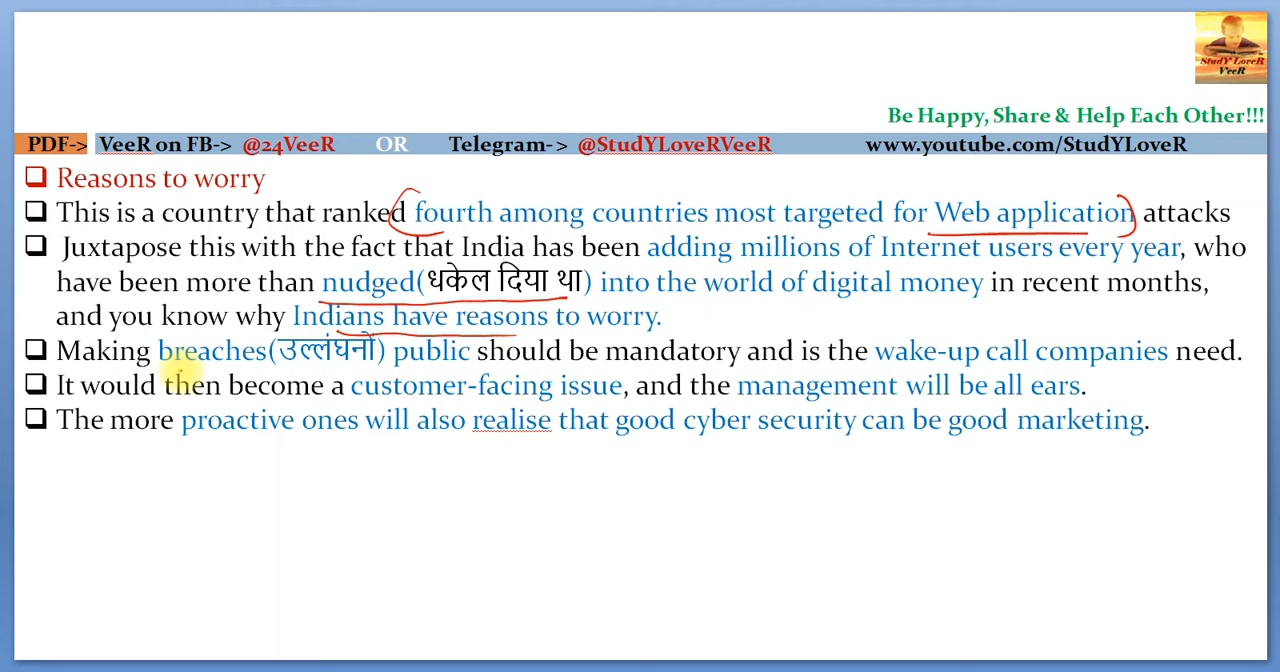 StudY LoveR
VeeR
Be Happy, Share & Help Each Other!!!
PDF-> VeeR on FB-> @24VeeR OR Telegram-> @StudYLoveRVeeR www.youtube.com/StudYLoveR
Reasons to worry
This is a country that ranked fourth among countries most targeted for Web application attacks
Juxtapose this with the fact that India has been adding millions of Internet users every year, who
have been more than nudged(धकेल दिया था) into the world of digital money in recent months,
and you know why Indians have reasons to worry.
Making breaches(उल्लंघनों) public should be mandatory and is the wake-up call companies need.
It would then become a customer-facing issue, and the management will be all ears.
The more proactive ones will also realise that good cyber security can be good marketing.